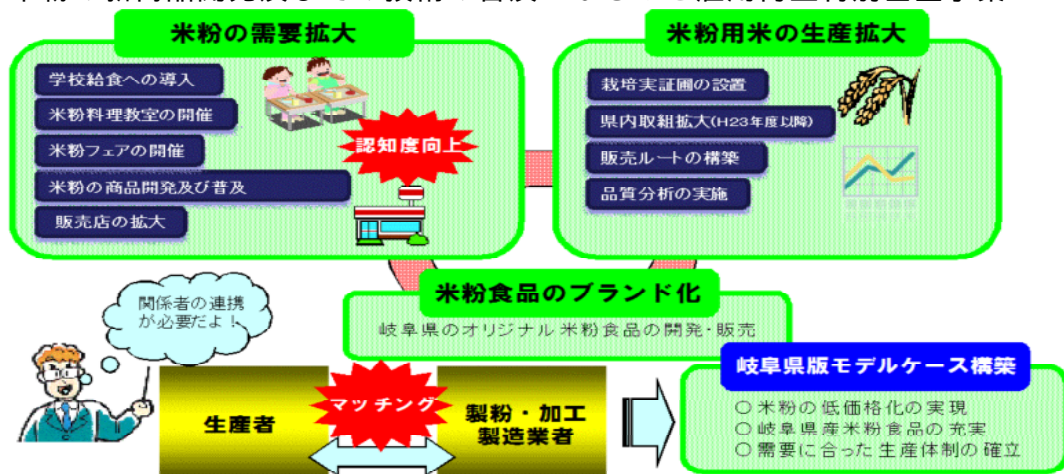 米粉の需要拡大
学校給食への導入
米粉料理教室の開催
米粉フェアの開催
米粉の商品開発及び普及
販売店の拡大
認知度向上
米粉用米の生産拡大
栽培実証圃の設置
県内取組拡大(H23年度以降)
販売ルートの構築
品質分析の実施
米粉食品のブランド化
岐阜県のオリジナル米粉食品の開発・販売
関係者の連携
が必要だよ!
生産者
マッチング
製粉・加工
製造業者
岐阜県版モデルケース構築
○米粉の低価格化の実現
○岐阜県産米粉食品の充実
○需要に合った生産体制の確立